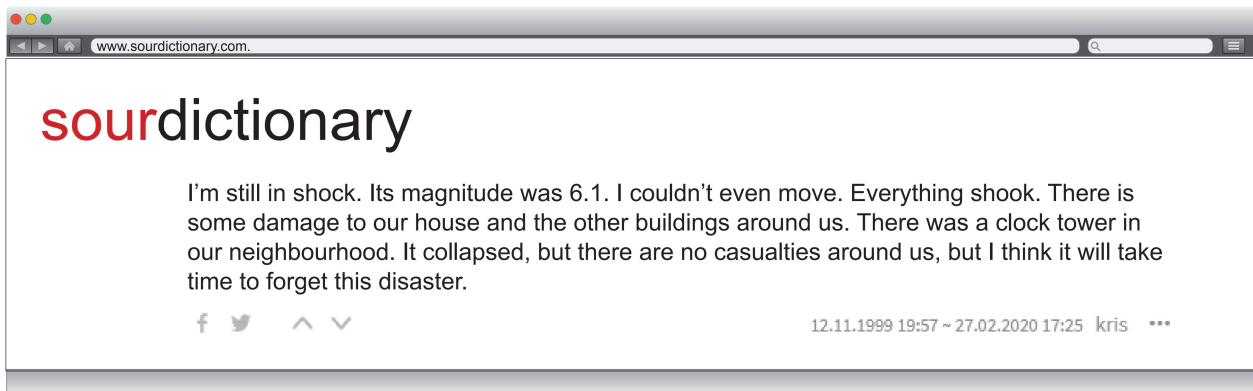 www.sourdictionary.com.
sourdictionary
I'm still in shock. Its magnitude was 6.1. I couldn't even move. Everything shook. There is
some damage to our house and the other buildings around us. There was a clock tower in
our neighbourhood. It collapsed, but there are no casualties around us, but I think it will take
time to forget this disaster.
12.11.1999 19:57 ~ 27.02.2020 17:25 kris •••